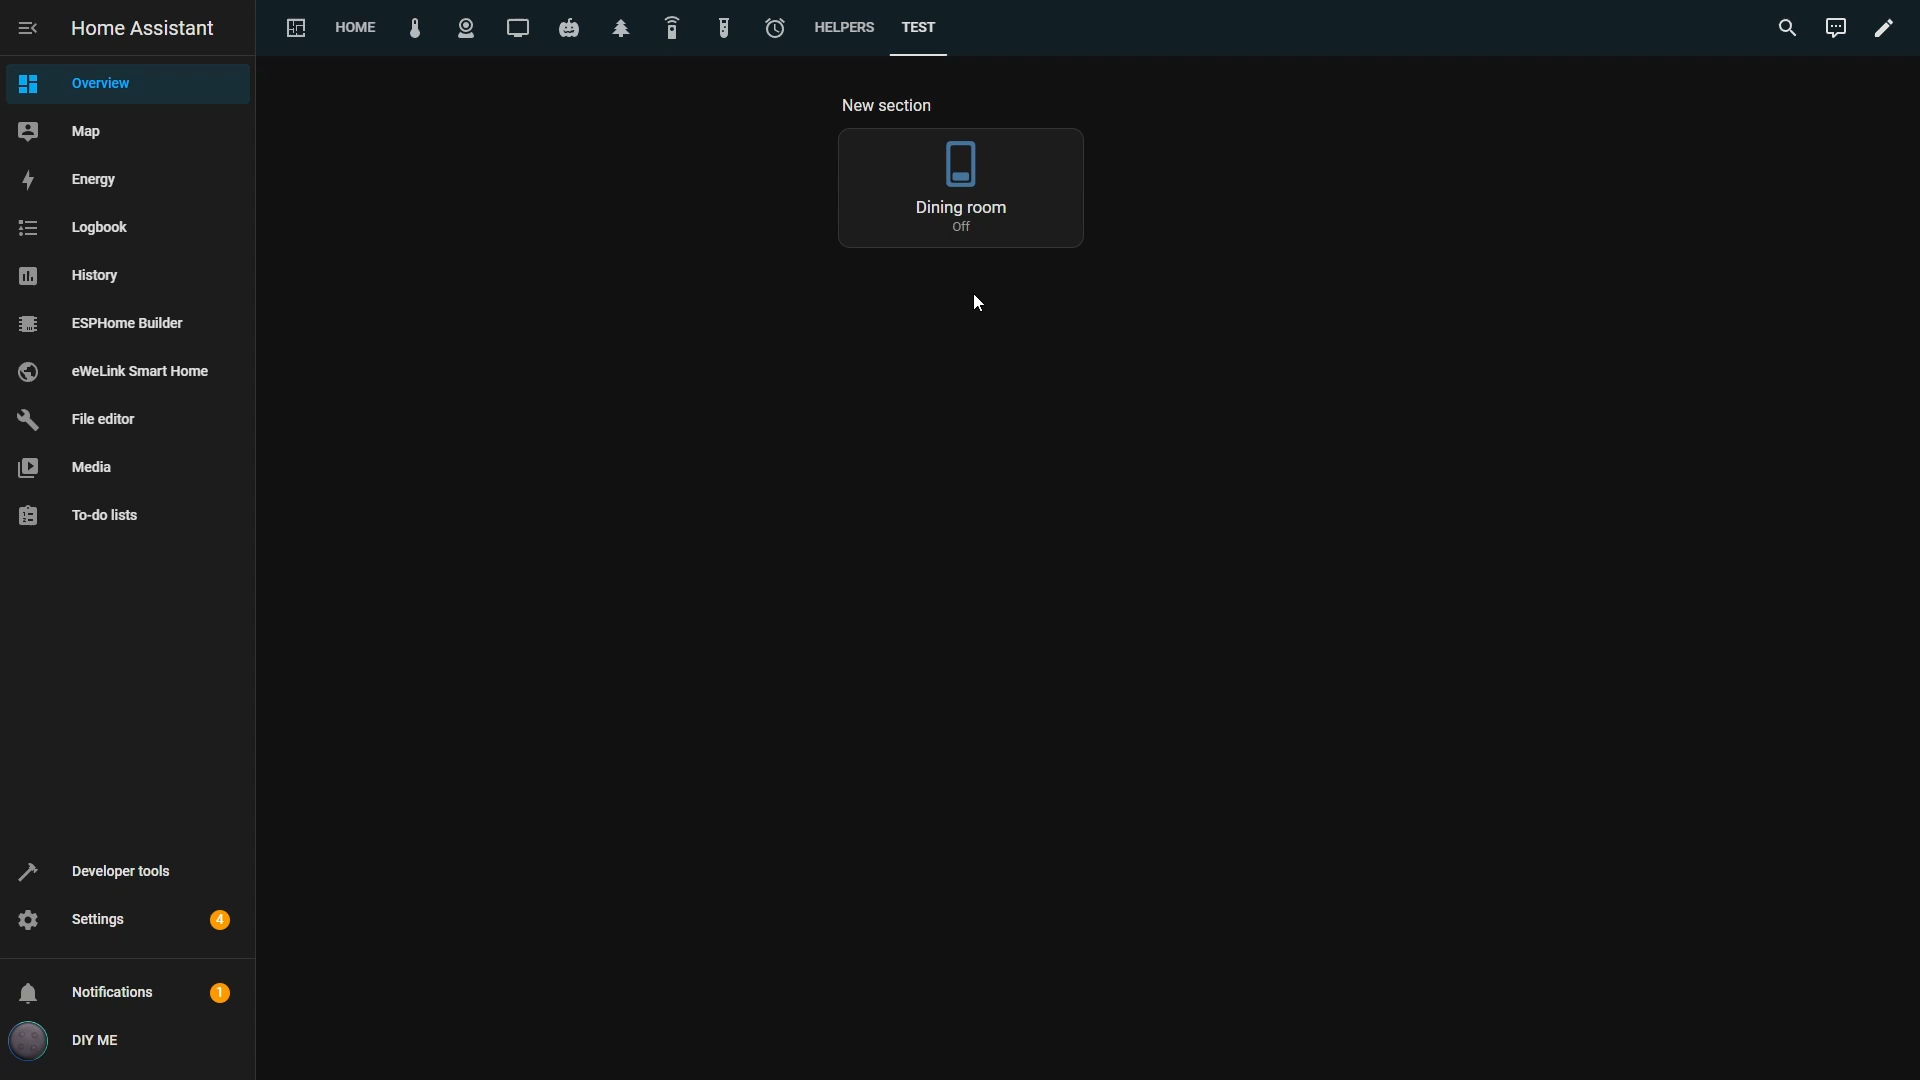 Home Assistant
HOME
HELPERS
TEST
Overview
Map
Energy
Logbook
History
ESPHome Builder
eWeLink Smart Home
File editor
Media
To-do lists
Developer tools
Settings 4
Notifications 1
DIY ME
New section
Dining room
Off